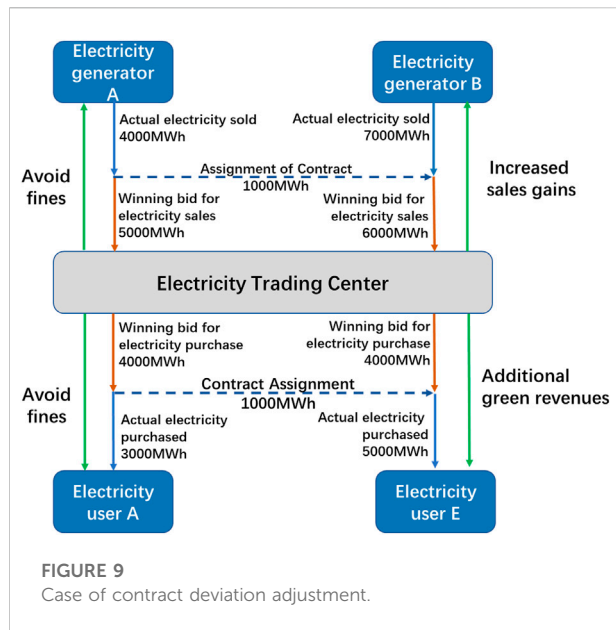 Electricity
generator
A
Electricity
generator B
Actual electricity sold
4000MWh
Actual electricity sold
7000MWh
Avoid
fines
Assignment of Contract
1000MWh
Increased
sales gains
Winning bid for
electricity sales
5000MWh
Winning bid for
electricity sales
6000MWh
Electricity Trading Center
Winning bid for
electricity purchase
4000MWh
Winning bid for
electricity purchase
4000MWh
Avoid
fines
Contract Assignment
1000MWh
Additional
green revenues
Actual electricity
purchased
3000MWh
Actual electricity
purchased
5000MWh
Electricity
user A
Electricity
user E
FIGURE 9
Case of contract deviation adjustment.